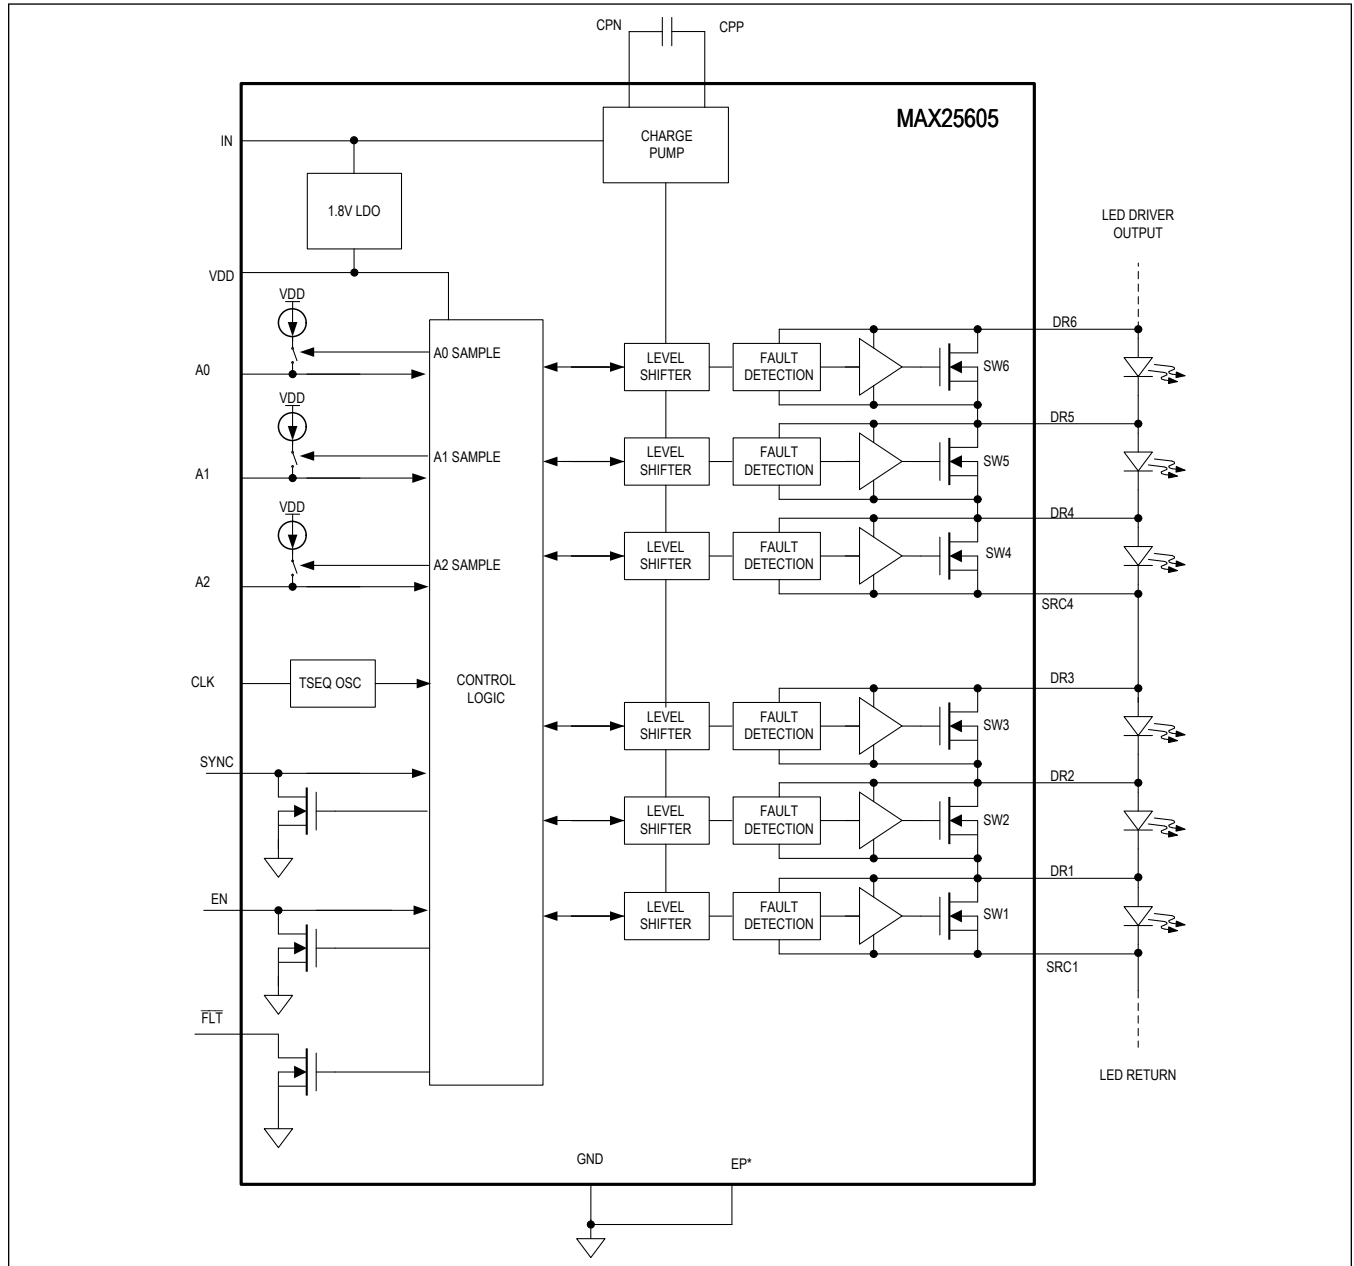 CPN
CPP
MAX25605
IN
CHARGE
PUMP
1.8V LDO
LED DRIVER
OUTPUT
VDD
VDD
DR6
A0 SAMPLE
LEVEL
SHIFTER
FAULT
DETECTION
SW6
A0
VDD
DR5
A1 SAMPLE
LEVEL
SHIFTER
FAULT
DETECTION
SW5
A1
VDD
DR4
LEVEL
SHIFTER
FAULT
DETECTION
SW4
A2 SAMPLE
A2
SRC4
CLK
TSEQ OSC
CONTROL
LOGIC
DR3
LEVEL
SHIFTER
FAULT
DETECTION
SW3
SYNC
DR2
LEVEL
SHIFTER
FAULT
DETECTION
SW2
DR1
EN
LEVEL
SHIFTER
FAULT
DETECTION
SW1
SRC1
FLT
LED RETURN
GND
EP*